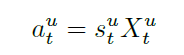 a_t^u = s_t^u X_t^u